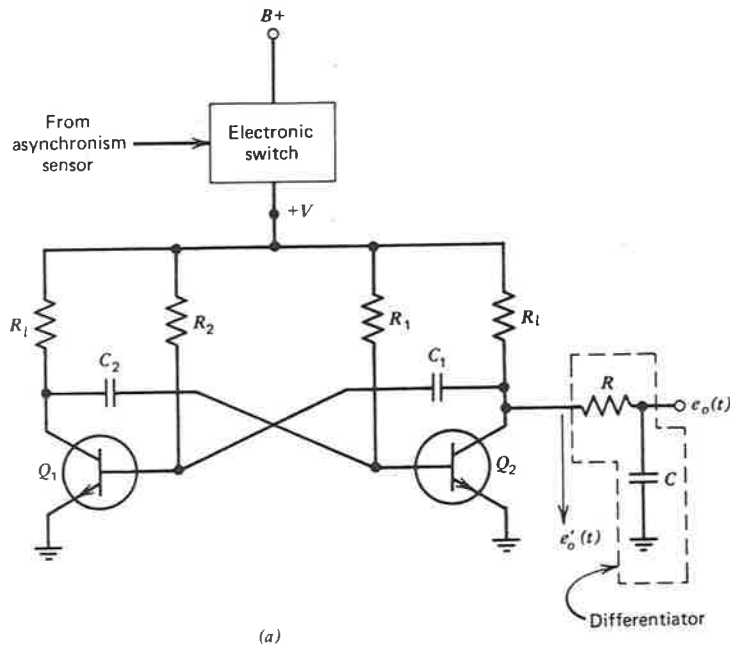 B+
From
asynchronism
sensor
Electronic
switch
+V
R_l
R_2
R_1
R_l
C_2
C_1
R
e_o(t)
Q_1
Q_2
C
e'_o(t)
Differentiator
(a)